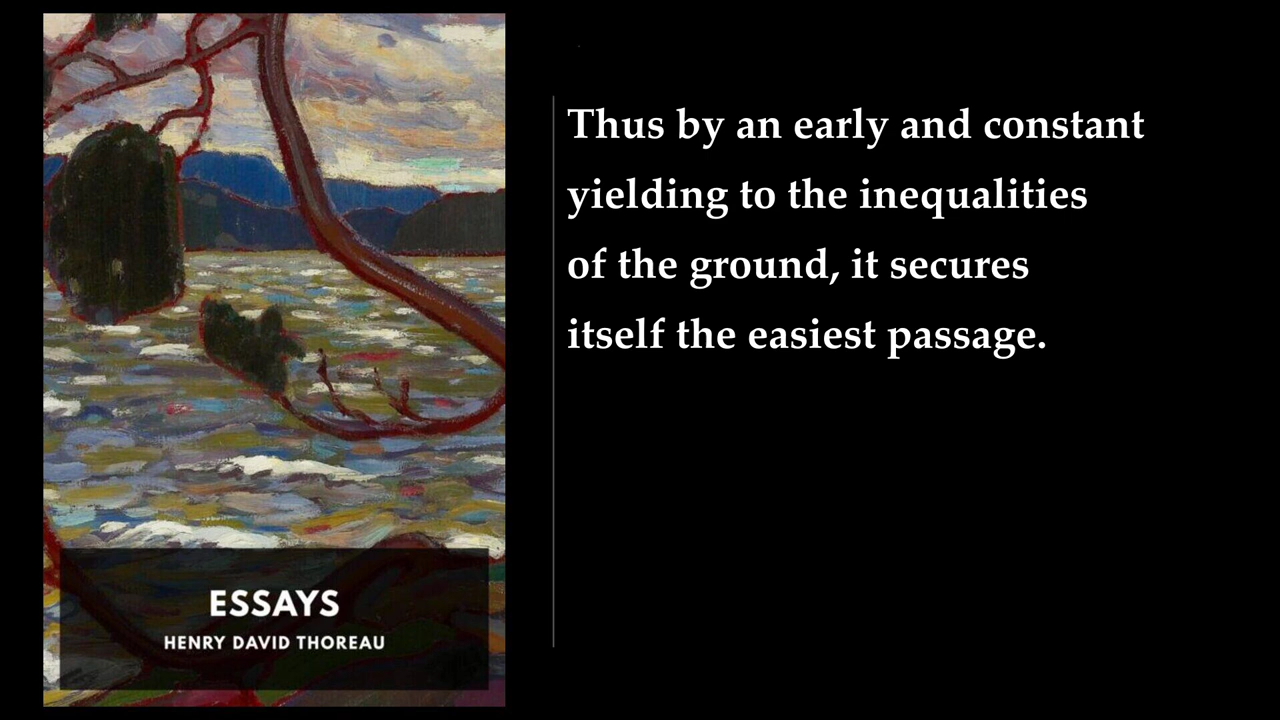 Thus by an early and constant
yielding to the inequalities
of the ground, it secures
itself the easiest passage.
ESSAYS
HENRY DAVID THOREAU